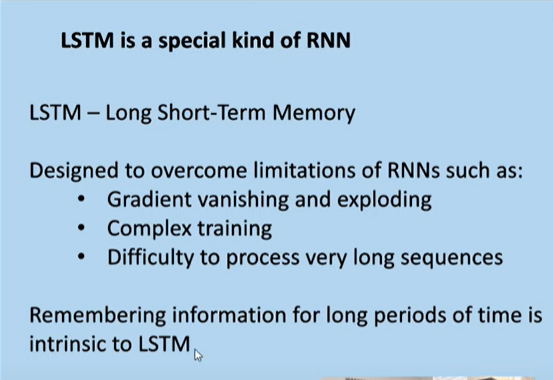 LSTM is a special kind of RNN
LSTM – Long Short-Term Memory
Designed to overcome limitations of RNNs such as:
• Gradient vanishing and exploding
• Complex training
• Difficulty to process very long sequences
Remembering information for long periods of time is
intrinsic to LSTM